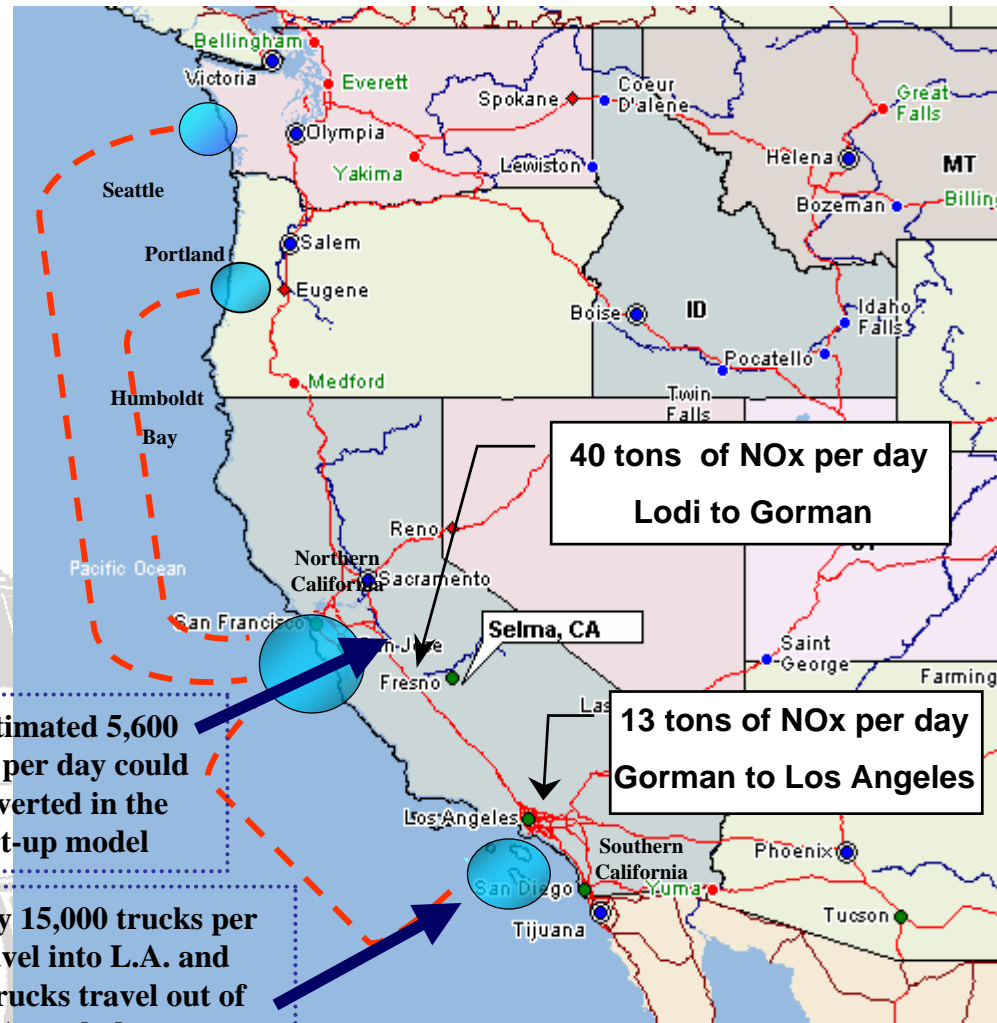 Bellingham
Victoria
Everett
Spokane
Coeur
D'alene
Great
Falls
Olympia
Yakima
Lewiston
Helena
MT
Bozeman
Billing
Seattle
Portland
Salem
Eugene
Boise
ID
Idaho
Falls
Pocatello
Twin
Falls
Medford
Humboldt
Bay
40 tons of NOx per day
Lodi to Gorman
Reno
Northern
California
Sacramento
Pacific Ocean
San Francisco
San Jose
Selma, CA
Fresno
Saint
George
Farming
Las
timated 5,600
per day could
verted in the
t-up model
13 tons of NOx per day
Gorman to Los Angeles
Los Angeles
Southern
California
San Diego
Yuma
Phoenix
Tijuana
Tucson
y 15,000 trucks per
vel into L.A. and
rucks travel out of